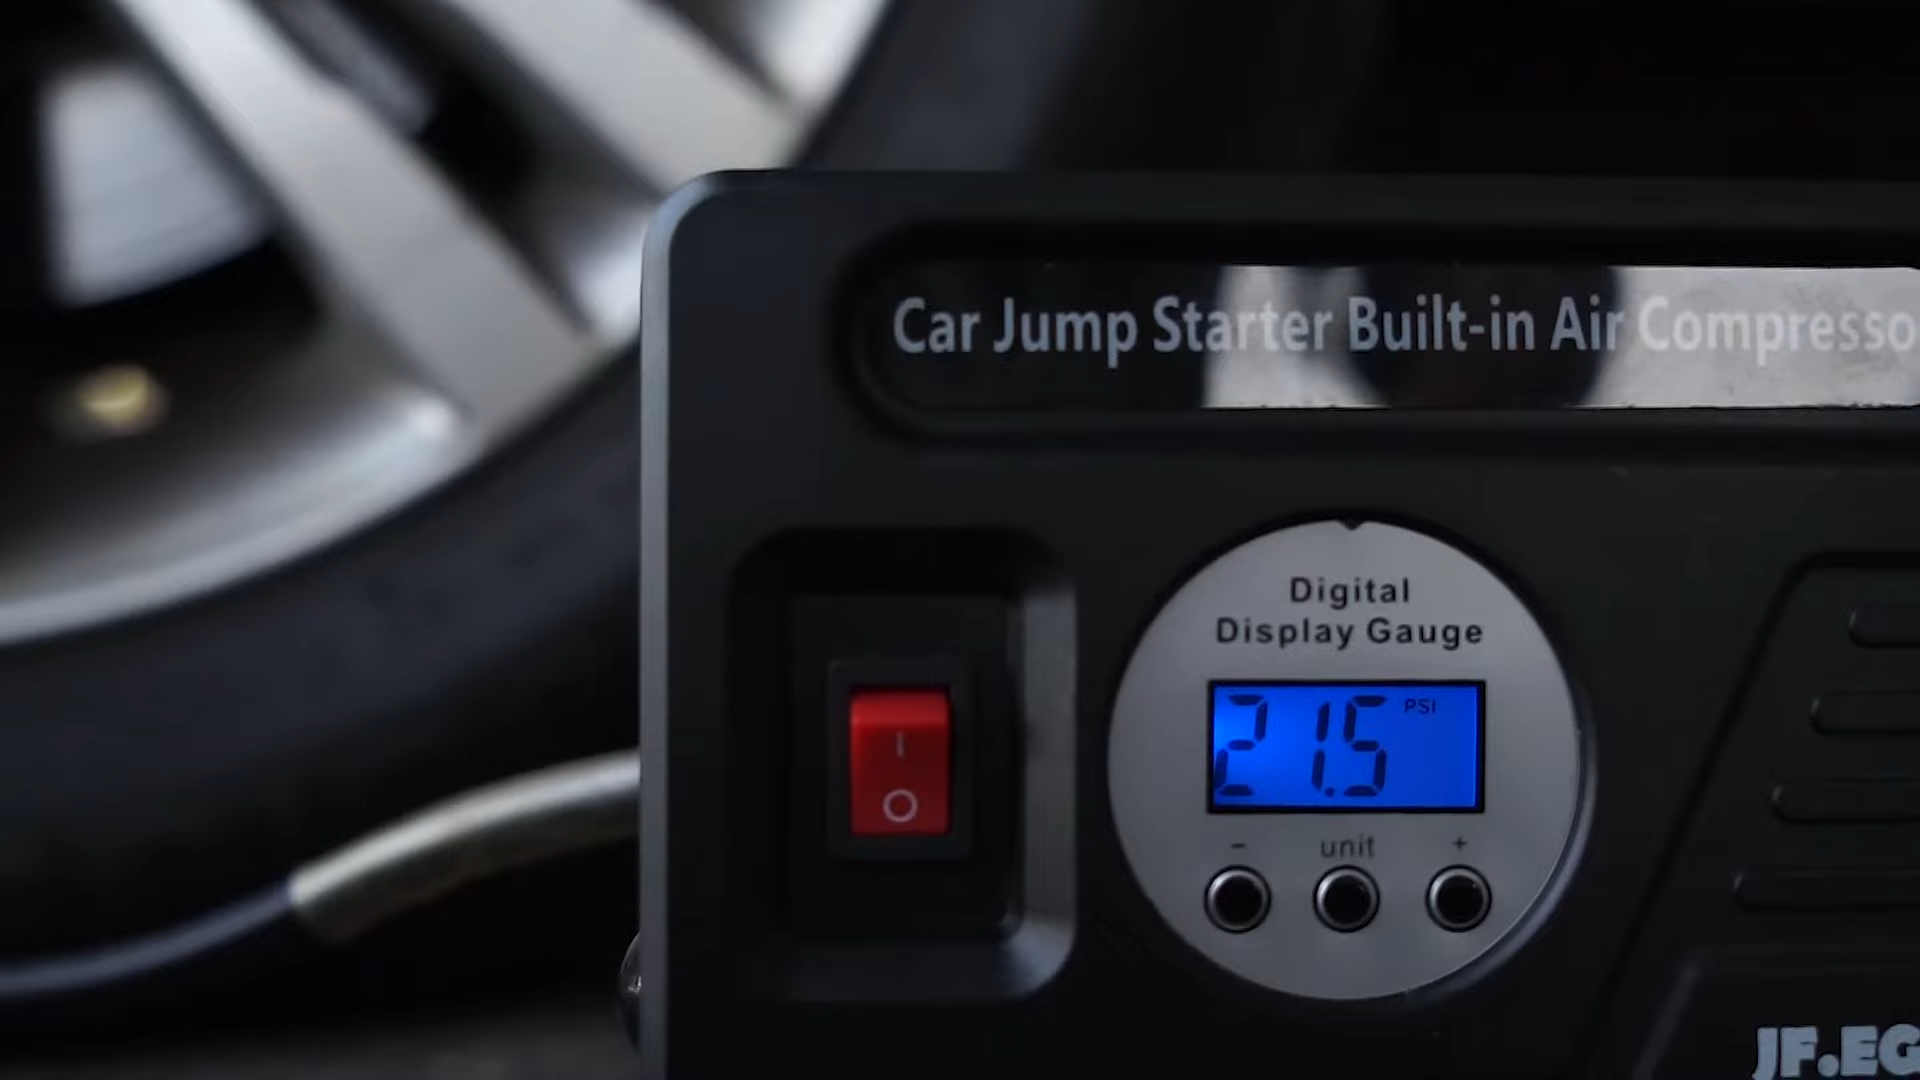 Car Jump Starter Built-in Air Compresso
Digital
Display Gauge
21.5 PSI
- unit +
I
O
JF.EG